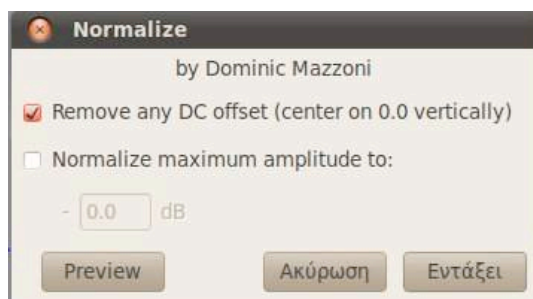 Normalize
by Dominic Mazzoni
Remove any DC offset (center on 0.0 vertically)
Normalize maximum amplitude to:
- 0.0 dB
Preview Ακύρωση Εντάξει